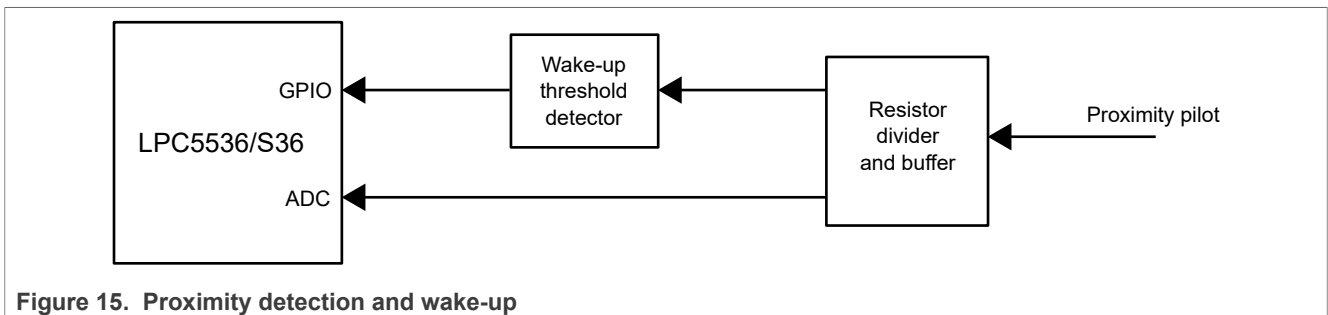 GPIO
LPC5536/S36
ADC
Wake-up
threshold
detector
Resistor
divider
and buffer
Proximity pilot
Figure 15. Proximity detection and wake-up